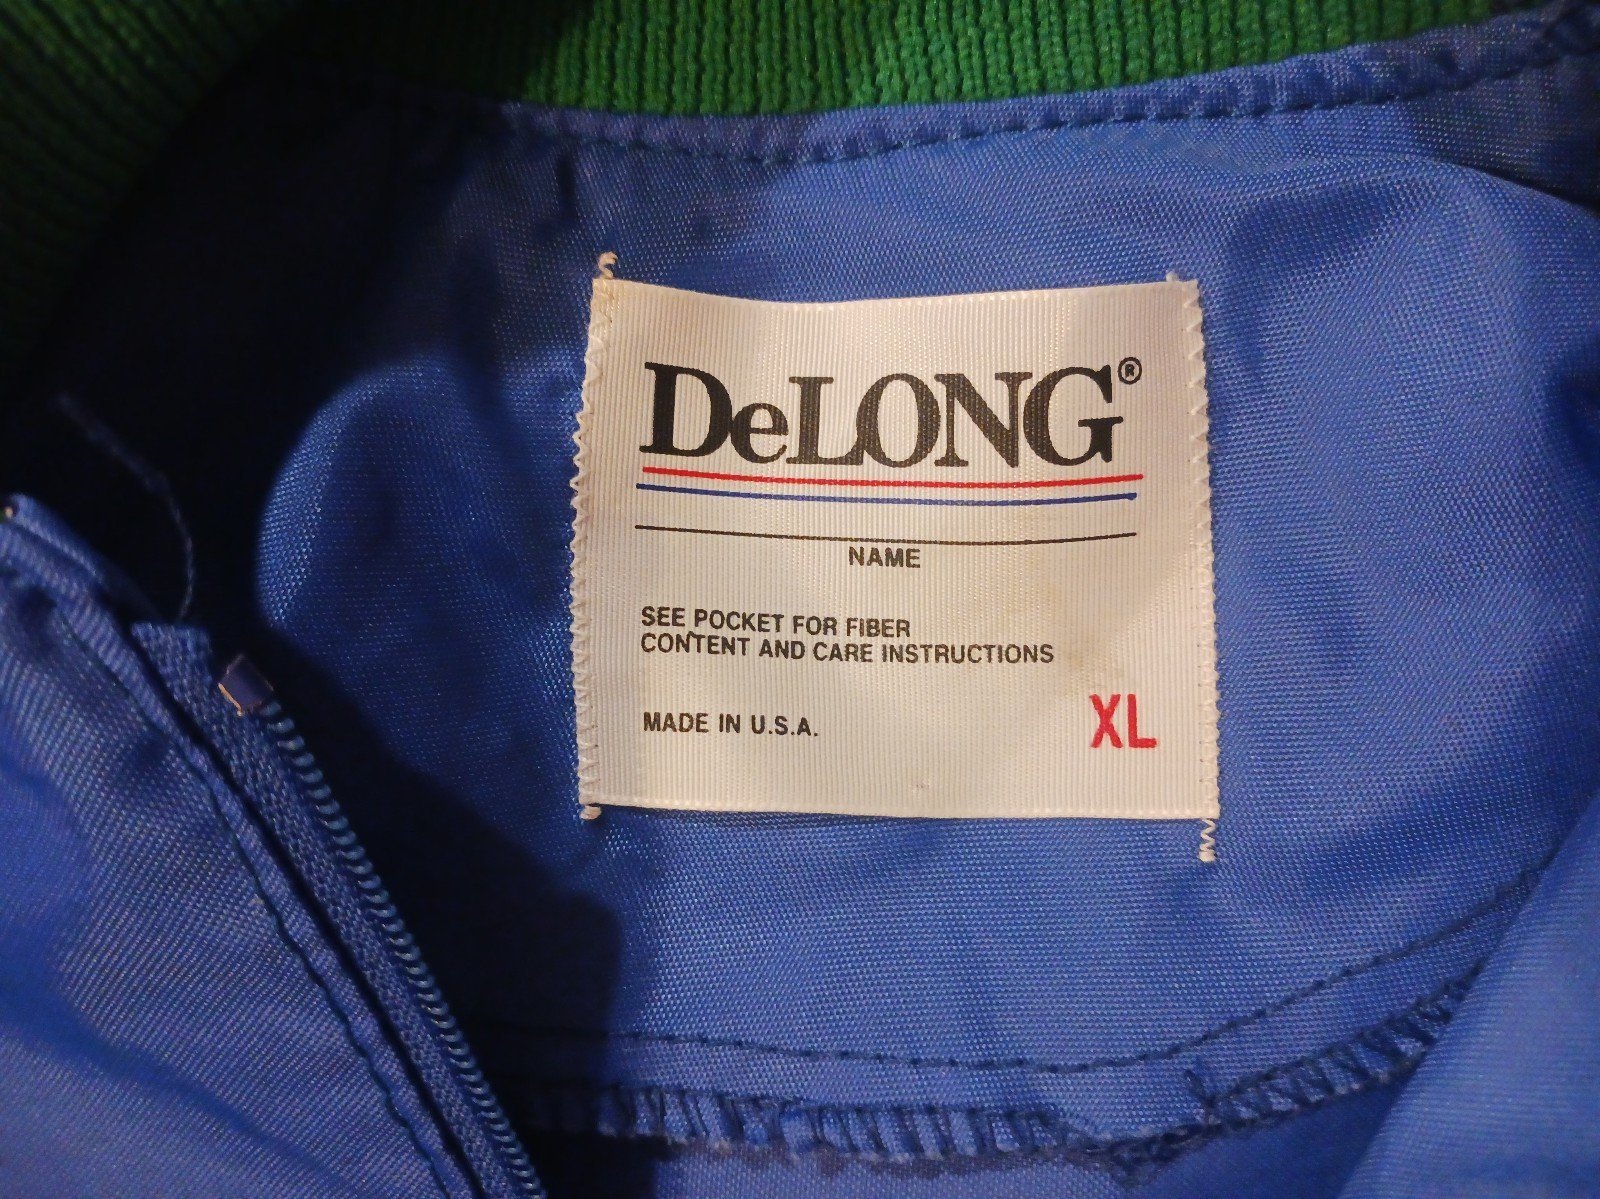 DeLONG®
NAME
SEE POCKET FOR FIBER
CONTENT AND CARE INSTRUCTIONS
MADE IN U.S.A.
XL